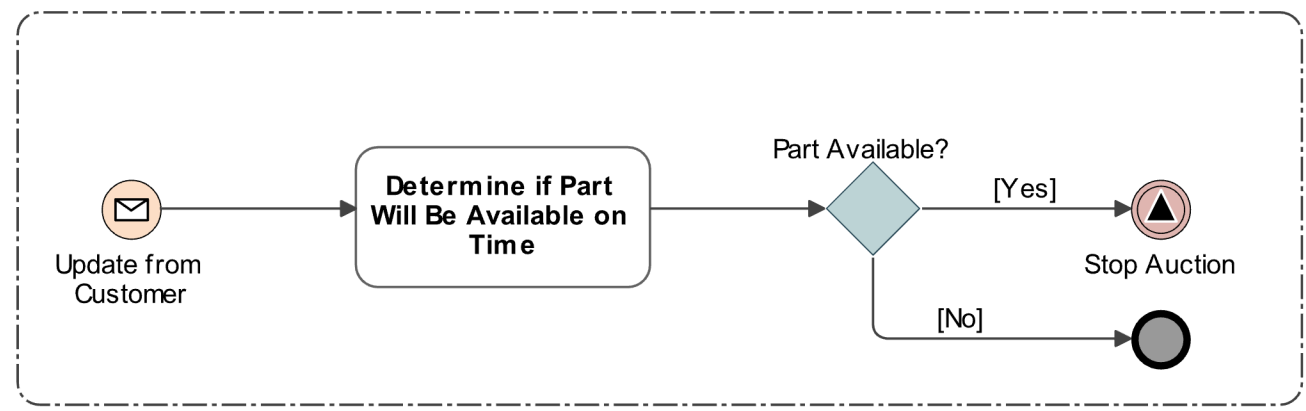 Part Available?
Determine if Part
Will Be Available on
Time
[Yes]
Update from
Customer
Stop Auction
[No]